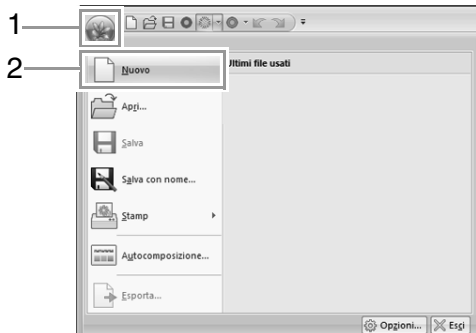 1
2
Nuovo
Ultimi file usati
Apri...
Salva
Salva con nome...
Stamp
Autocomposizione...
Esporta...
Opzioni...
Esci